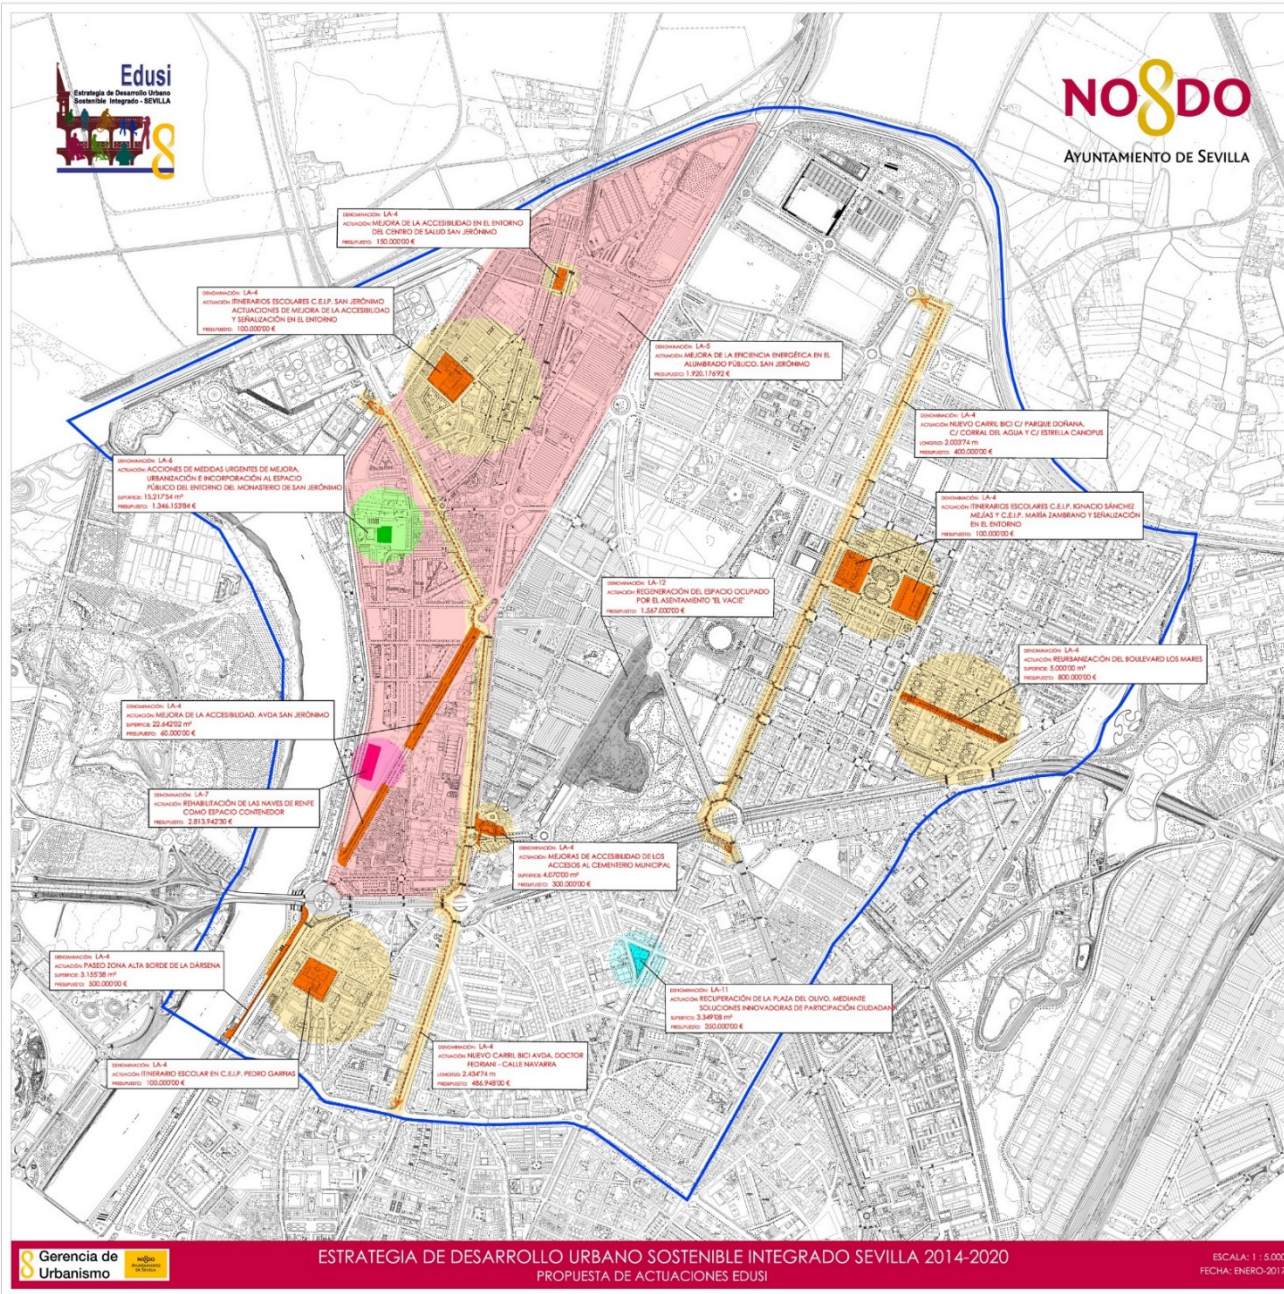 Edusi
Estrategia de Desarrollo Urbano
Sostenible Integrado - SEVILLA
NO8DO
AYUNTAMIENTO DE SEVILLA
DENOMINACIÓN: LA-4
ACTUACIÓN: MEJORA DE LA ACCESIBILIDAD EN EL ENTORNO
DEL CENTRO DE SALUD SAN JERÓNIMO
PRESUPUESTO: 150.000'00 €
DENOMINACIÓN: LA-4
ACTUACIÓN: ITINERARIOS ESCOLARES C.E.I.P. SAN JERÓNIMO
ACTUACIONES DE MEJORA DE LA ACCESIBILIDAD
Y SEÑALIZACIÓN EN EL ENTORNO
PRESUPUESTO: 100.000'00 €
DENOMINACIÓN: LA-5
ACTUACIÓN: MEJORA DE LA EFICIENCIA ENERGÉTICA EN EL
ALUMBRADO PÚBLICO. SAN JERÓNIMO
PRESUPUESTO: 1.920.176'92 €
DENOMINACIÓN: LA-4
ACTUACIÓN: NUEVO CARRIL BICI C/ PARQUE DOÑANA,
C/ CORRAL DEL AGUA Y C/ ESTRELLA CANOPUS
LONGITUD: 2.003'74 m
PRESUPUESTO: 400.000'00 €
DENOMINACIÓN: LA-6
ACTUACIÓN: ACCIONES DE MEDIDAS URGENTES DE MEJORA,
URBANIZACIÓN E INCORPORACIÓN AL ESPACIO
PÚBLICO DEL ENTORNO DEL MONASTERIO DE SAN JERÓNIMO
SUPERFICIE: 15.217'54 m²
PRESUPUESTO: 1.346.153'84 €
DENOMINACIÓN: LA-4
ACTUACIÓN: ITINERARIOS ESCOLARES C.E.I.P. IGNACIO SÁNCHEZ
MEJÍAS Y C.E.I.P. MARÍA ZAMBRANO Y SEÑALIZACIÓN
EN EL ENTORNO
PRESUPUESTO: 100.000'00 €
DENOMINACIÓN: LA-12
ACTUACIÓN: REGENERACIÓN DEL ESPACIO OCUPADO
POR EL ASENTAMIENTO "EL VACIE"
PRESUPUESTO: 1.567.000'00 €
DENOMINACIÓN: LA-4
ACTUACIÓN: REURBANIZACIÓN DEL BOULEVARD LOS MARES
SUPERFICIE: 5.000'00 m²
PRESUPUESTO: 800.000'00 €
DENOMINACIÓN: LA-4
ACTUACIÓN: MEJORA DE LA ACCESIBILIDAD. AVDA SAN JERÓNIMO
SUPERFICIE: 22.642'02 m²
PRESUPUESTO: 60.000'00 €
DENOMINACIÓN: LA-7
ACTUACIÓN: REHABILITACIÓN DE LAS NAVES DE RENFE
COMO ESPACIO CONTENEDOR
PRESUPUESTO: 2.813.942'30 €
DENOMINACIÓN: LA-4
ACTUACIÓN: MEJORAS DE ACCESIBILIDAD DE LOS
ACCESOS AL CEMENTERIO MUNICIPAL
SUPERFICIE: 4.070'00 m²
PRESUPUESTO: 300.000'00 €
DENOMINACIÓN: LA-4
ACTUACIÓN: PASEO ZONA ALTA BORDE DE LA DÁRSENA
SUPERFICIE: 3.155'38 m²
PRESUPUESTO: 500.000'00 €
DENOMINACIÓN: LA-11
ACTUACIÓN: RECUPERACIÓN DE LA PLAZA DEL OLIVO, MEDIANTE
SOLUCIONES INNOVADORAS DE PARTICIPACIÓN CIUDADANA
SUPERFICIE: 3.349'08 m²
PRESUPUESTO: 350.000'00 €
DENOMINACIÓN: LA-4
ACTUACIÓN: NUEVO CARRIL BICI AVDA. DOCTOR
FEDRIANI - CALLE NAVARRA
LONGITUD: 2.434'74 m
PRESUPUESTO: 486.948'00 €
DENOMINACIÓN: LA-4
ACTUACIÓN: ITINERARIO ESCOLAR EN C.E.I.P. PEDRO GARFIAS
PRESUPUESTO: 100.000'00 €
Gerencia de
Urbanismo
NO8DO
AYUNTAMIENTO
DE SEVILLA
ESTRATEGIA DE DESARROLLO URBANO SOSTENIBLE INTEGRADO SEVILLA 2014-2020
PROPUESTA DE ACTUACIONES EDUSI
ESCALA: 1 : 5.000
FECHA: ENERO-2017